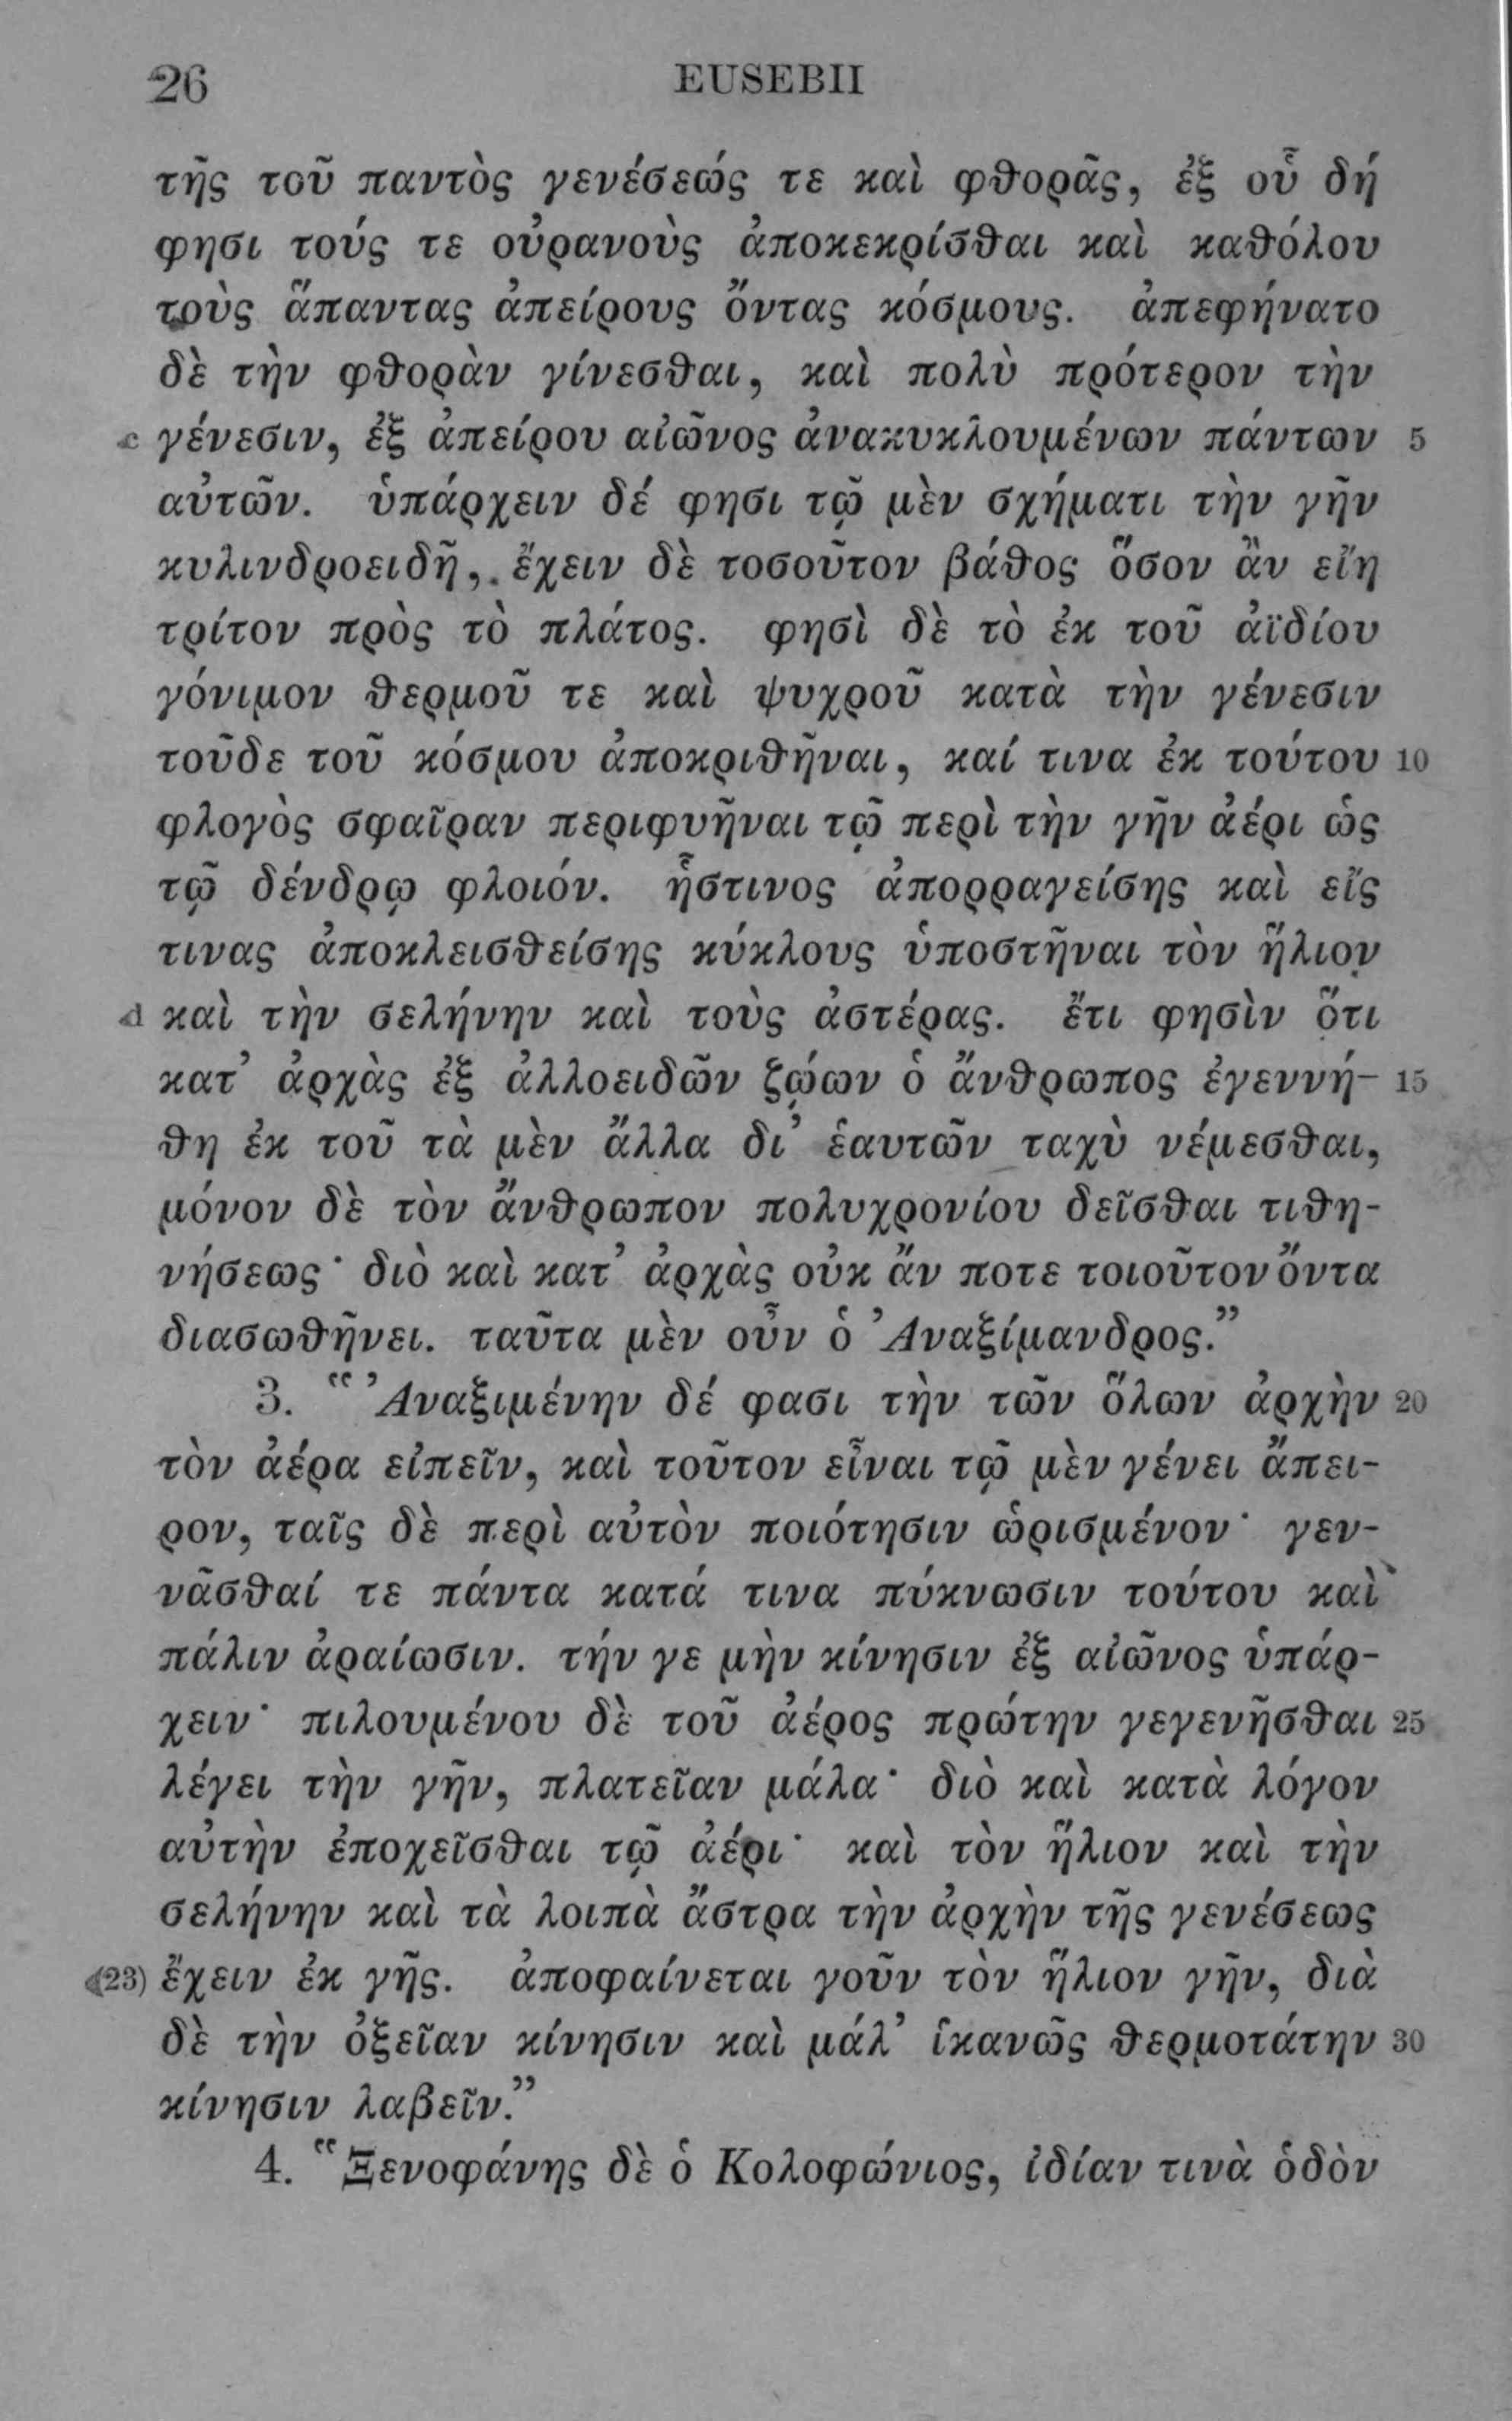 26 EUSEBII
τῆς τοῦ παντὸς γενέσεώς τε καὶ φθορᾶς, ἐξ οὗ δή
φησι τούς τε οὐρανοὺς ἀποκεκρίσθαι καὶ καθόλου
τοὺς ἅπαντας ἀπείρους ὄντας κόσμους. ἀπεφήνατο
δὲ τὴν φθορὰν γίνεσθαι, καὶ πολὺ πρότερον τὴν
c γένεσιν, ἐξ ἀπείρου αἰῶνος ἀνακυκλουμένων πάντων 5
αὐτῶν. ὑπάρχειν δέ φησι τῷ μὲν σχήματι τὴν γῆν
κυλινδροειδῆ, ἔχειν δὲ τοσοῦτον βάθος ὅσον ἂν εἴη
τρίτον πρὸς τὸ πλάτος. φησὶ δὲ τὸ ἐκ τοῦ ἀϊδίου
γόνιμον θερμοῦ τε καὶ ψυχροῦ κατὰ τὴν γένεσιν
τοῦδε τοῦ κόσμου ἀποκριθῆναι, καί τινα ἐκ τούτου 10
φλογὸς σφαῖραν περιφυῆναι τῷ περὶ τὴν γῆν ἀέρι ὡς
τῷ δένδρῳ φλοιόν. ἧστινος ἀπορραγείσης καὶ εἴς
τινας ἀποκλεισθείσης κύκλους ὑποστῆναι τὸν ἥλιον
d καὶ τὴν σελήνην καὶ τοὺς ἀστέρας. ἔτι φησὶν ὅτι
κατ’ ἀρχὰς ἐξ ἀλλοειδῶν ζῴων ὁ ἄνθρωπος ἐγεννή- 15
θη ἐκ τοῦ τὰ μὲν ἄλλα δι’ ἑαυτῶν ταχὺ νέμεσθαι,
μόνον δὲ τὸν ἄνθρωπον πολυχρονίου δεῖσθαι τιθη-
νήσεως· διὸ καὶ κατ’ ἀρχὰς οὐκ ἄν ποτε τοιοῦτον ὄντα
διασωθῆνει. ταῦτα μὲν οὖν ὁ Ἀναξίμανδρος.”
3. “Ἀναξιμένην δέ φασι τὴν τῶν ὅλων ἀρχὴν 20
τὸν ἀέρα εἰπεῖν, καὶ τοῦτον εἶναι τῷ μὲν γένει ἄπει-
ρον, ταῖς δὲ περὶ αὐτὸν ποιότησιν ὡρισμένον· γεν-
νᾶσθαί τε πάντα κατά τινα πύκνωσιν τούτου καὶ
πάλιν ἀραίωσιν. τήν γε μὴν κίνησιν ἐξ αἰῶνος ὑπάρ-
χειν· πιλουμένου δὲ τοῦ ἀέρος πρώτην γεγενῆσθαι 25
λέγει τὴν γῆν, πλατεῖαν μάλα· διὸ καὶ κατὰ λόγον
αὐτὴν ἐποχεῖσθαι τῷ ἀέρι· καὶ τὸν ἥλιον καὶ τὴν
σελήνην καὶ τὰ λοιπὰ ἄστρα τὴν ἀρχὴν τῆς γενέσεως
(23) ἔχειν ἐκ γῆς. ἀποφαίνεται γοῦν τὸν ἥλιον γῆν, διὰ
δὲ τὴν ὀξεῖαν κίνησιν καὶ μάλ’ ἱκανῶς θερμοτάτην 30
κίνησιν λαβεῖν.”
4. “Ξενοφάνης δὲ ὁ Κολοφώνιος, ἰδίαν τινὰ ὁδὸν